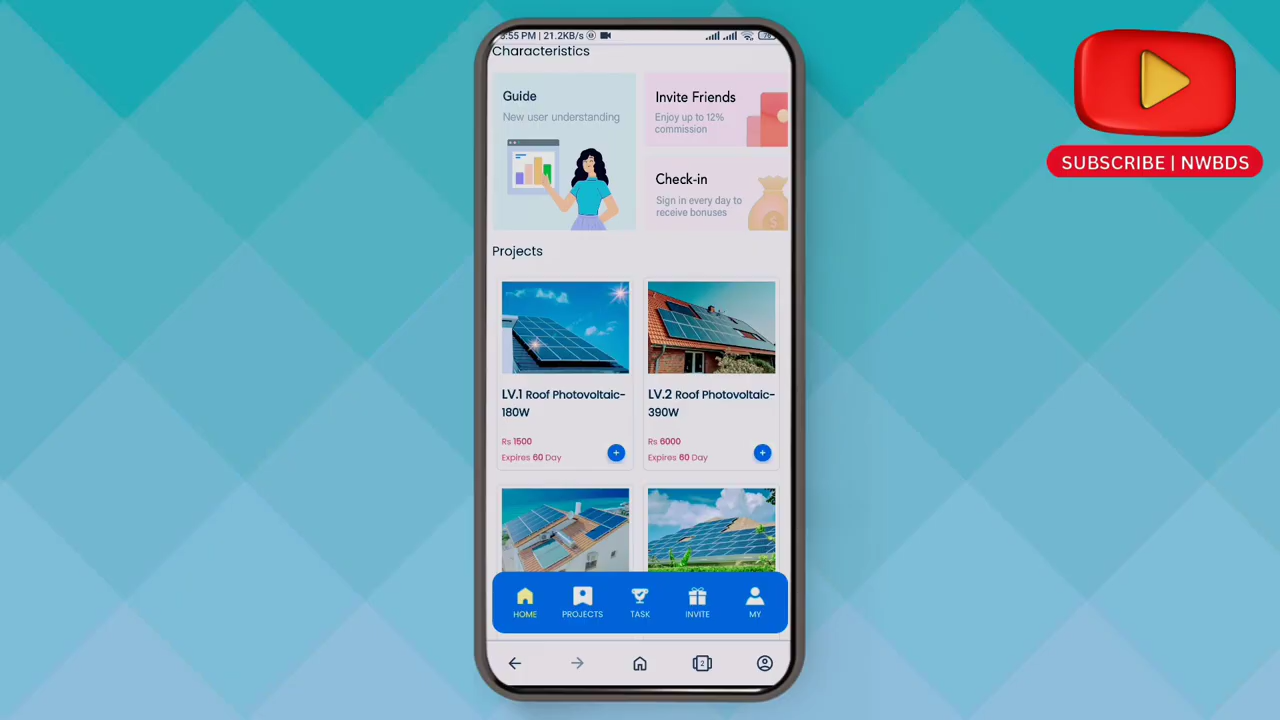 :55 PM | 21.2KB/s
Characteristics
Guide
New user understanding
Invite Friends
Enjoy up to 12%
commission
Check-in
Sign in every day to
receive bonuses
Projects
LV.1 Roof Photovoltaic-
180W
Rs 1500
Expires 60 Day
LV.2 Roof Photovoltaic-
390W
Rs 6000
Expires 60 Day
HOME
PROJECTS
TASK
INVITE
MY
2
SUBSCRIBE | NWBDS